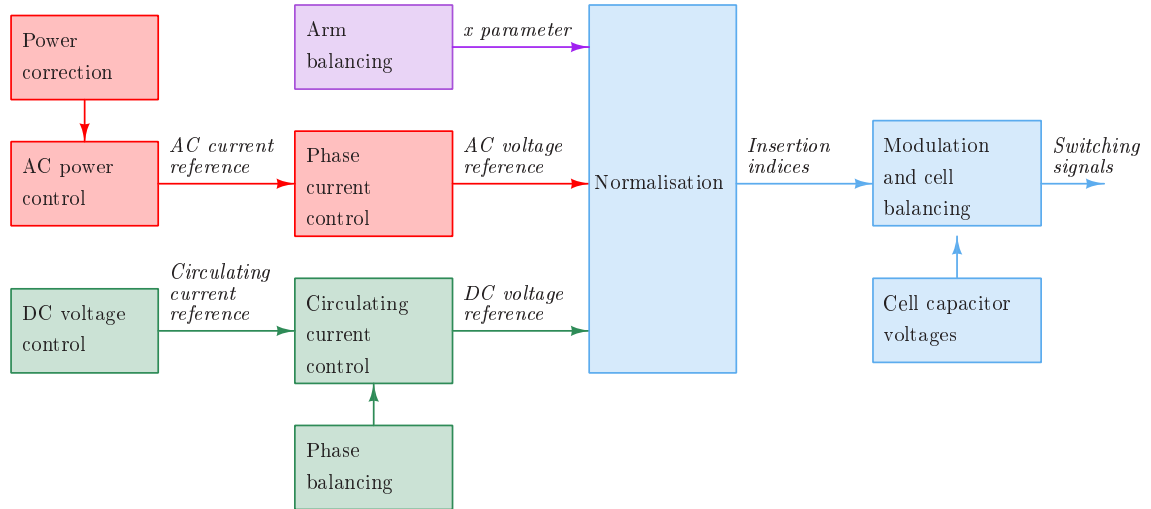 Power
correction
Arm
balancing
x parameter
AC power
control
AC current
reference
Phase
current
control
AC voltage
reference
Normalisation
Insertion
indices
Modulation
and cell
balancing
Switching
signals
DC voltage
control
Circulating
current
reference
Circulating
current
control
DC voltage
reference
Cell capacitor
voltages
Phase
balancing